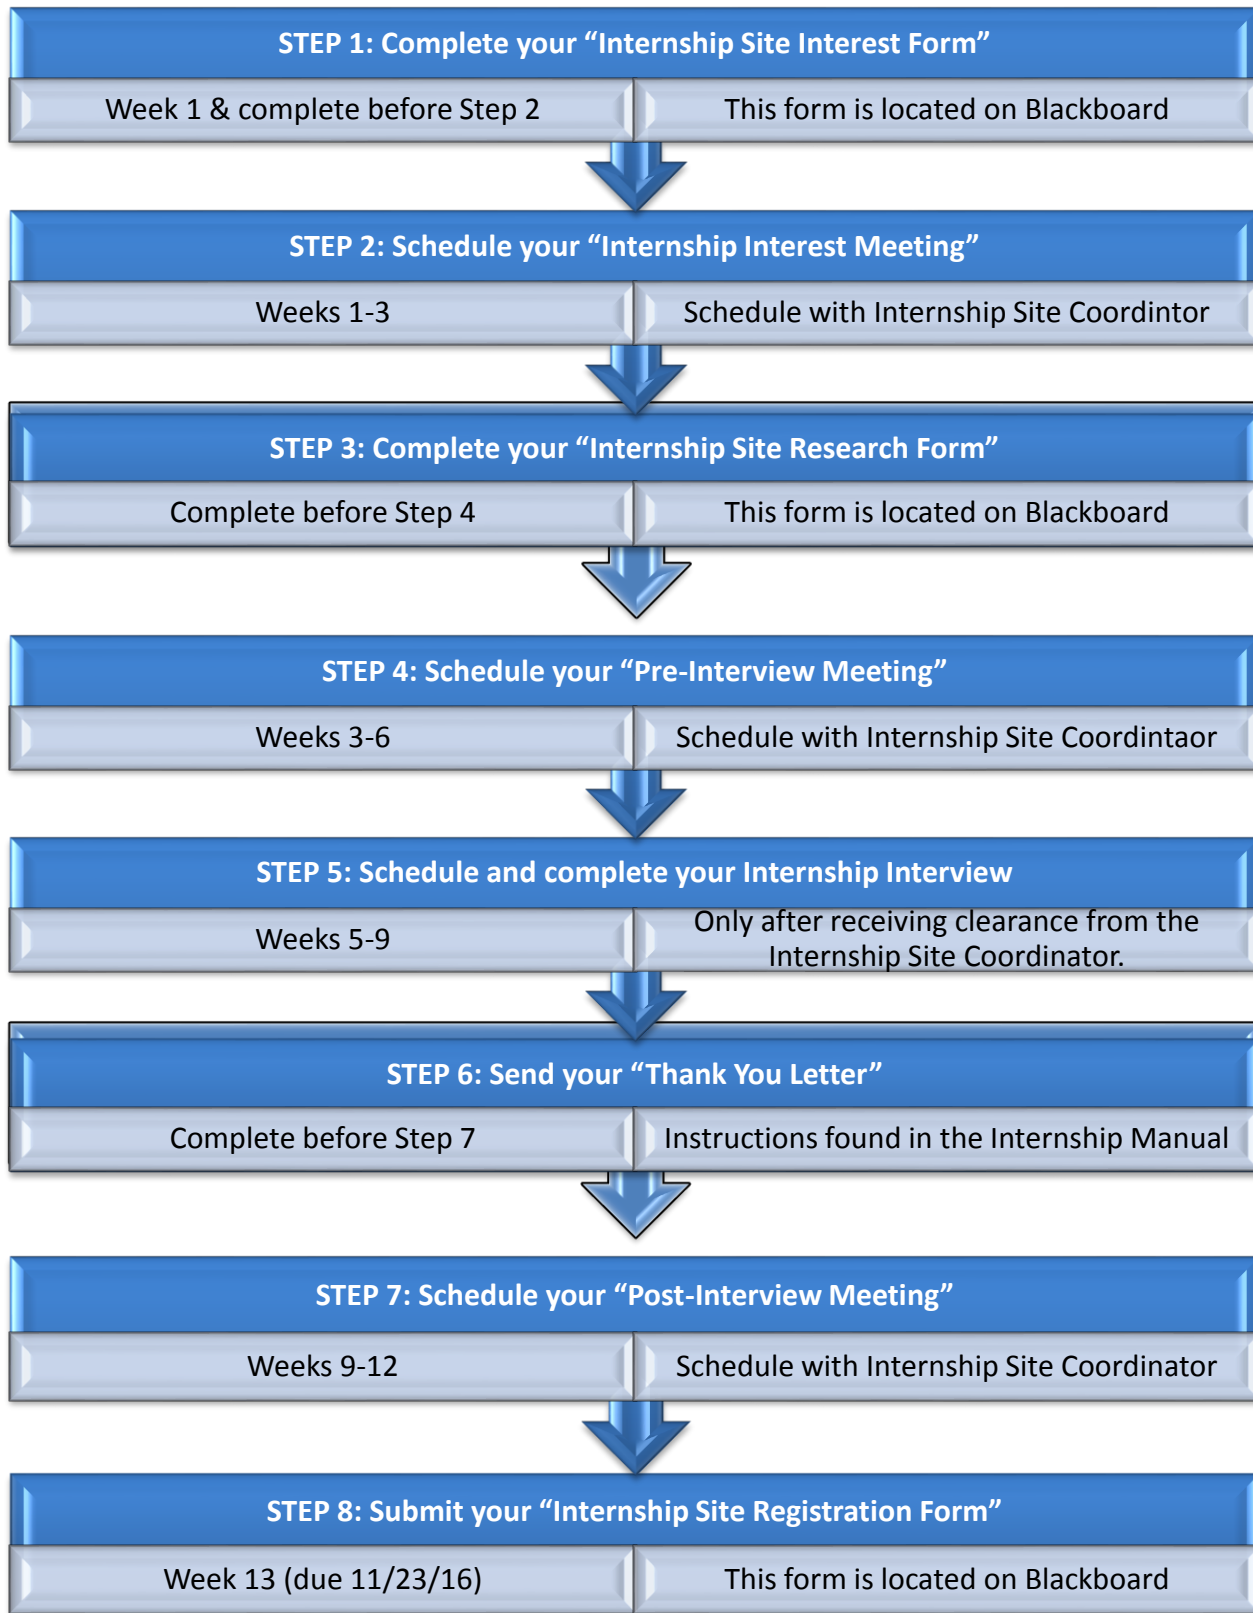 STEP 1: Complete your “Internship Site Interest Form”
Week 1 & complete before Step 2
This form is located on Blackboard
STEP 2: Schedule your “Internship Interest Meeting”
Weeks 1-3
Schedule with Internship Site Coordintor
STEP 3: Complete your “Internship Site Research Form”
Complete before Step 4
This form is located on Blackboard
STEP 4: Schedule your “Pre-Interview Meeting”
Weeks 3-6
Schedule with Internship Site Coordintaor
STEP 5: Schedule and complete your Internship Interview
Weeks 5-9
Only after receiving clearance from the
Internship Site Coordinator.
STEP 6: Send your “Thank You Letter”
Complete before Step 7
Instructions found in the Internship Manual
STEP 7: Schedule your “Post-Interview Meeting”
Weeks 9-12
Schedule with Internship Site Coordinator
STEP 8: Submit your “Internship Site Registration Form”
Week 13 (due 11/23/16)
This form is located on Blackboard